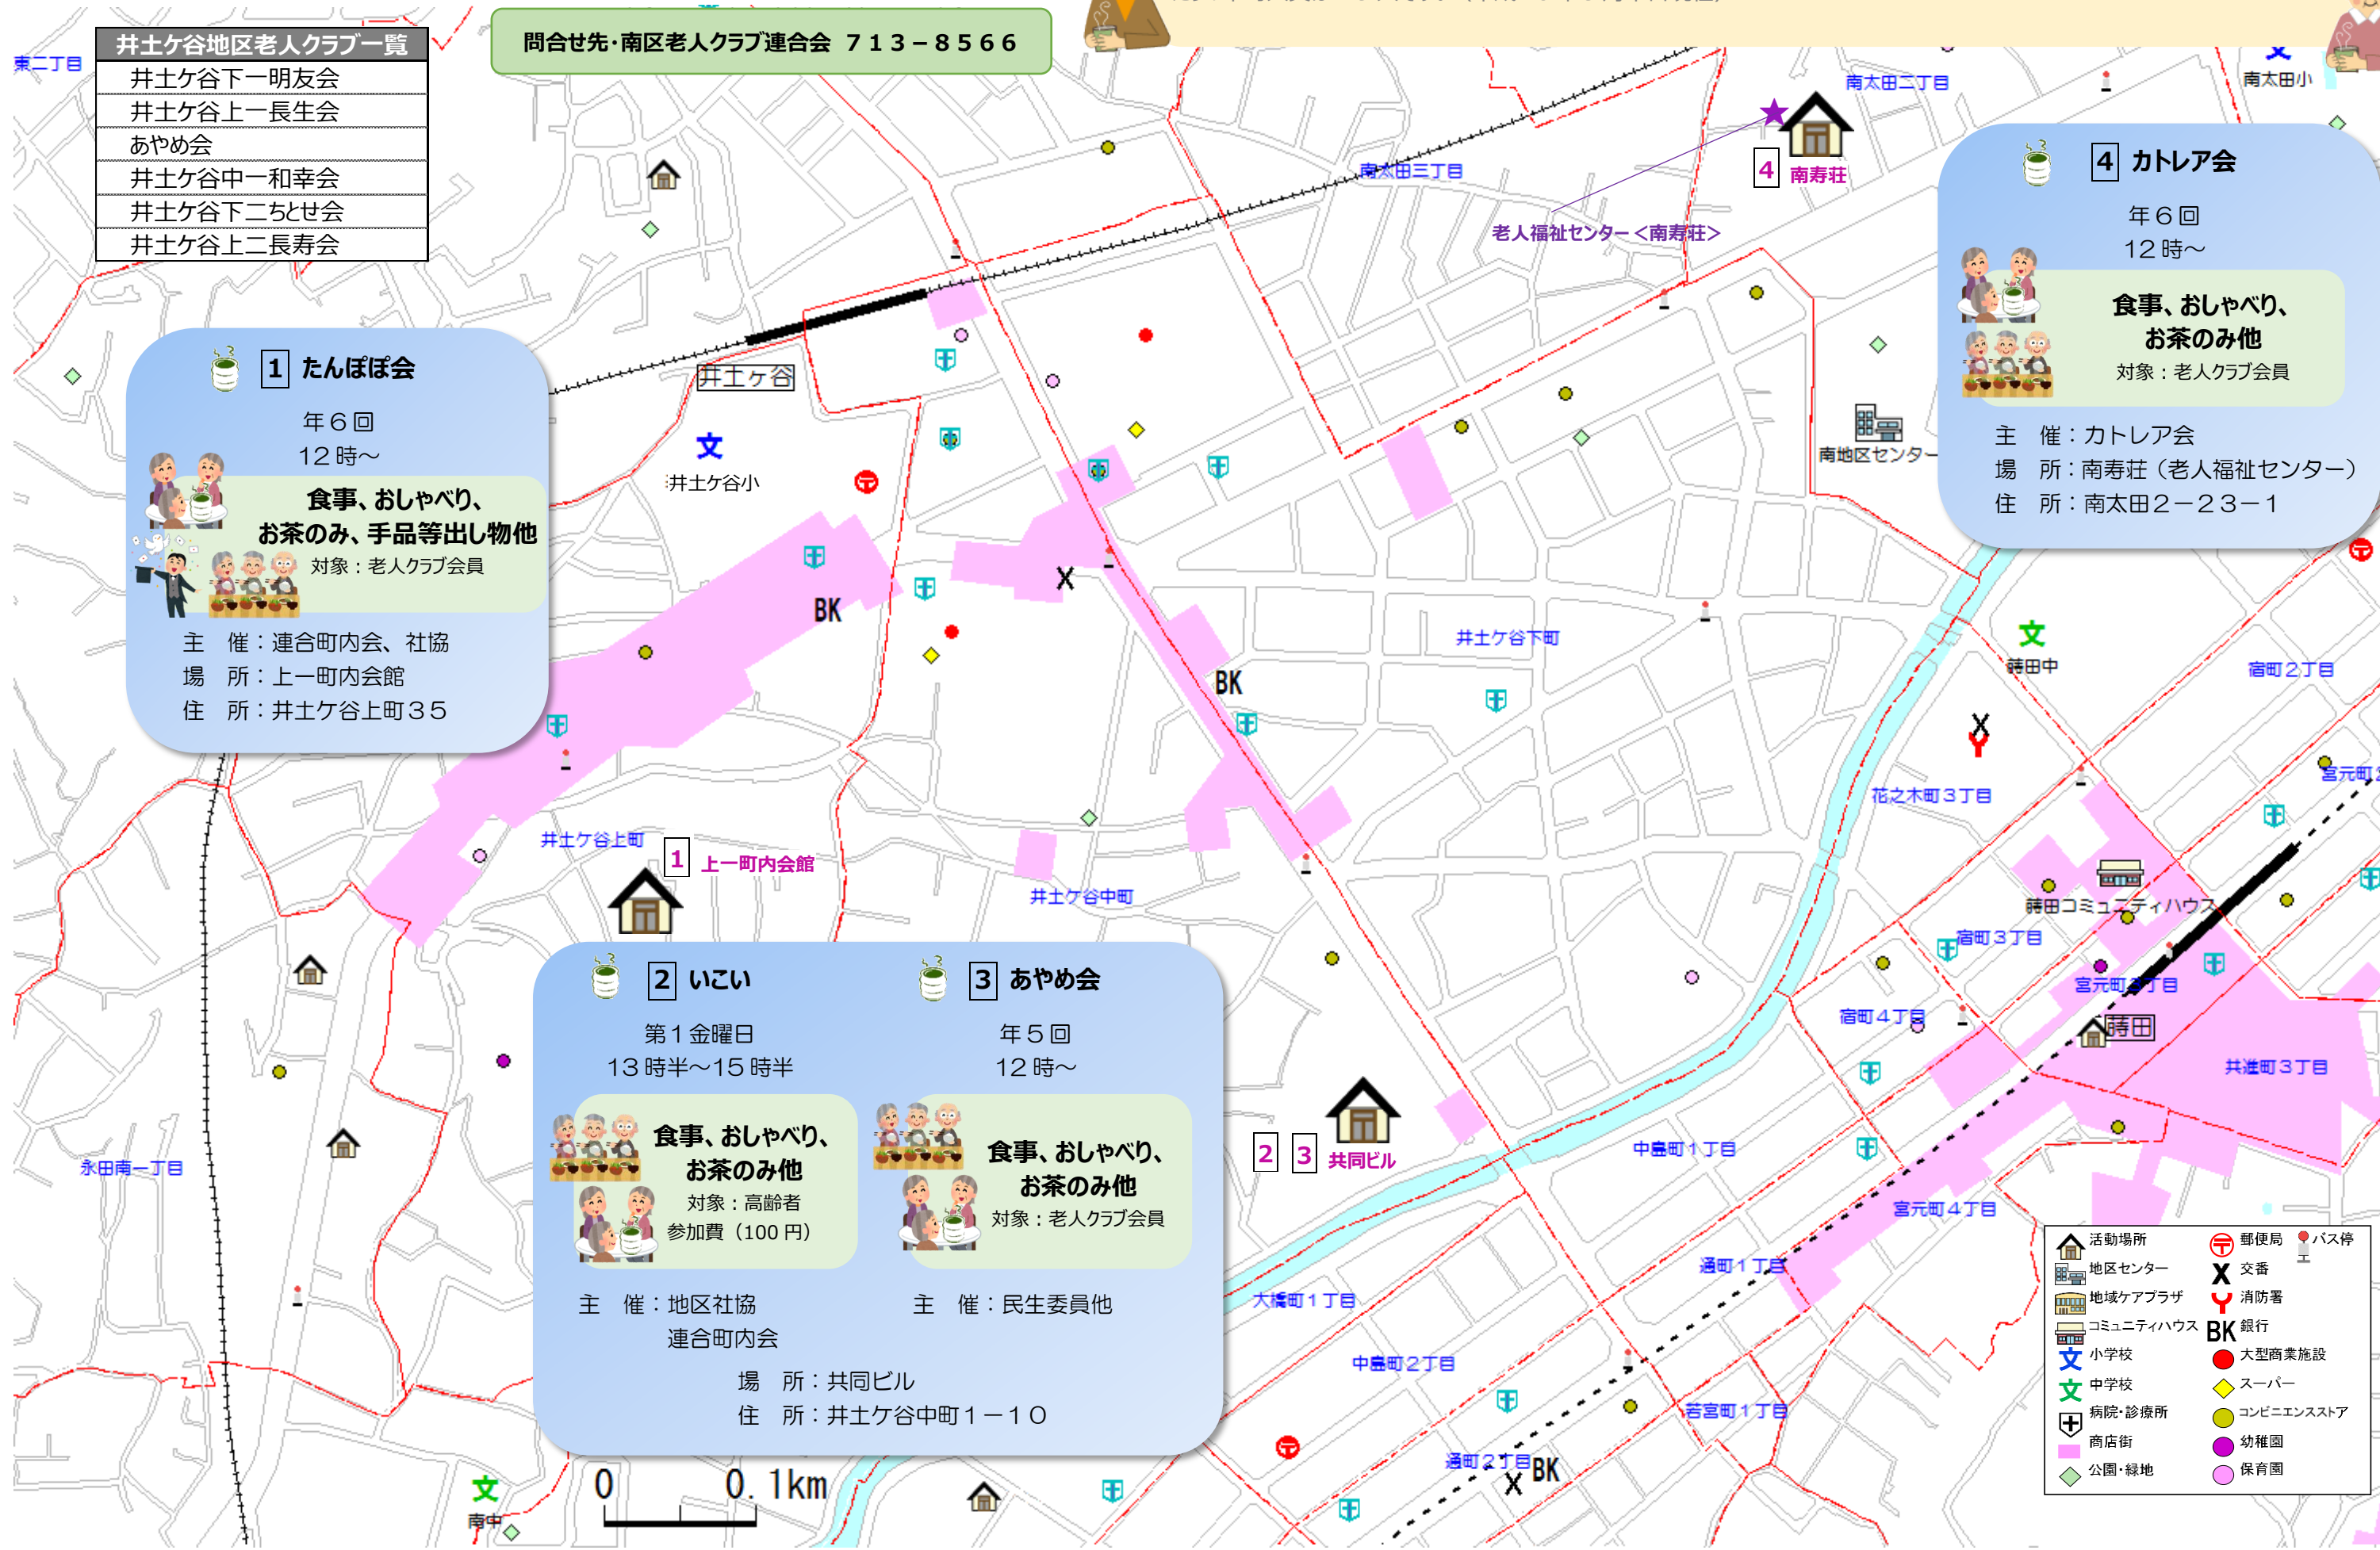 井土ケ谷地区老人クラブ一覧
井土ケ谷下一明友会
井土ケ谷上一長生会
あやめ会
井土ケ谷中一和幸会
井土ケ谷下二ちとせ会
井土ケ谷上二長寿会
問合せ先・南区老人クラブ連合会 ７１３－８５６６
東二丁目
南太田二丁目
南太田小
南太田三丁目
4 南寿荘
老人福祉センター＜南寿荘＞
4 カトレア会
年６回
12時～
食事、おしゃべり、
お茶のみ他
対象：老人クラブ会員
主　催：カトレア会
場　所：南寿荘（老人福祉センター）
住　所：南太田２－２３－１
1 たんぽぽ会
年６回
12時～
食事、おしゃべり、
お茶のみ、手品等出し物他
対象：老人クラブ会員
主　催：連合町内会、社協
場　所：上一町内会館
住　所：井土ケ谷上町３５
井土ヶ谷
文
井土ケ谷小
南地区センター
BK
井土ケ谷下町
BK
文
蒔田中
宿町２丁目
宮元町
花之木町３丁目
井土ケ谷上町
1 上一町内会館
井土ケ谷中町
蒔田コミュニティハウス
宿町３丁目
宮元町３丁目
宿町４丁目
蒔田
共進町３丁目
2 いこい
第１金曜日
13時半～15時半
食事、おしゃべり、
お茶のみ他
対象：高齢者
参加費（100円）
主　催：地区社協
連合町内会
3 あやめ会
年５回
12時～
食事、おしゃべり、
お茶のみ他
対象：老人クラブ会員
主　催：民生委員他
場　所：共同ビル
住　所：井土ケ谷中町１－１０
2 3 共同ビル
永田南一丁目
中島町１丁目
宮元町４丁目
通町１丁目
大橋町１丁目
中島町２丁目
若宮町１丁目
通町２丁目
BK
文
南中
0　0.1km
活動場所
地区センター
地域ケアプラザ
コミュニティハウス
文 小学校
文 中学校
病院・診療所
商店街
公園・緑地
郵便局
バス停
交番
消防署
BK 銀行
大型商業施設
スーパー
コンビニエンスストア
幼稚園
保育園